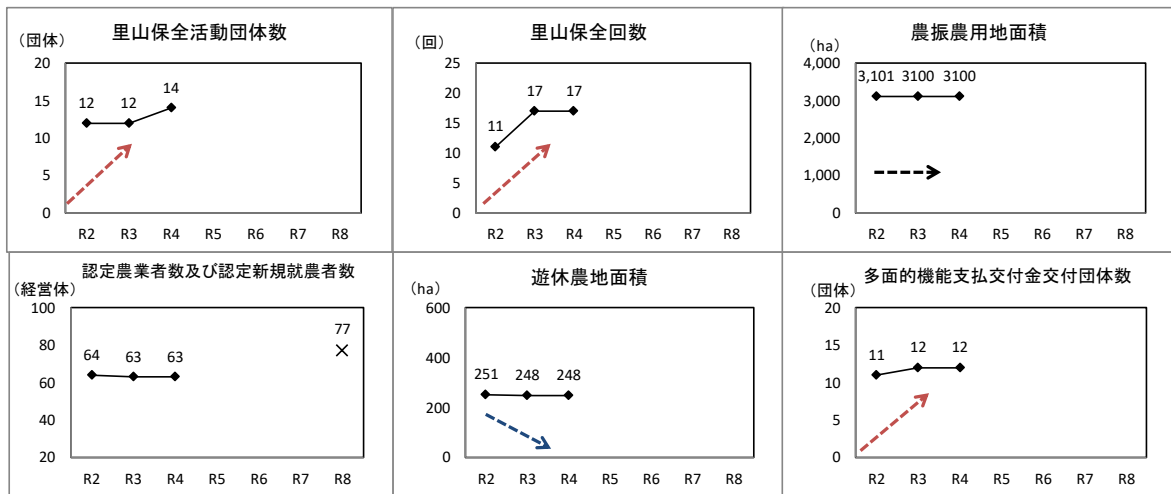 里山保全活動団体数
（団体）
20
15
10
5
0
12 12 14
R2 R3 R4 R5 R6 R7 R8
里山保全回数
（回）
25
20
15
10
5
0
11 17 17
R2 R3 R4 R5 R6 R7 R8
農振農用地面積
（ha）
4,000
3,000
2,000
1,000
0
3,101 3100 3100
R2 R3 R4 R5 R6 R7 R8
認定農業者数及び認定新規就農者数
（経営体）
100
80
60
40
20
64 63 63 77
R2 R3 R4 R5 R6 R7 R8
遊休農地面積
（ha）
600
400
200
0
251 248 248
R2 R3 R4 R5 R6 R7 R8
多面的機能支払交付金交付団体数
（団体）
20
15
10
5
0
11 12 12
R2 R3 R4 R5 R6 R7 R8